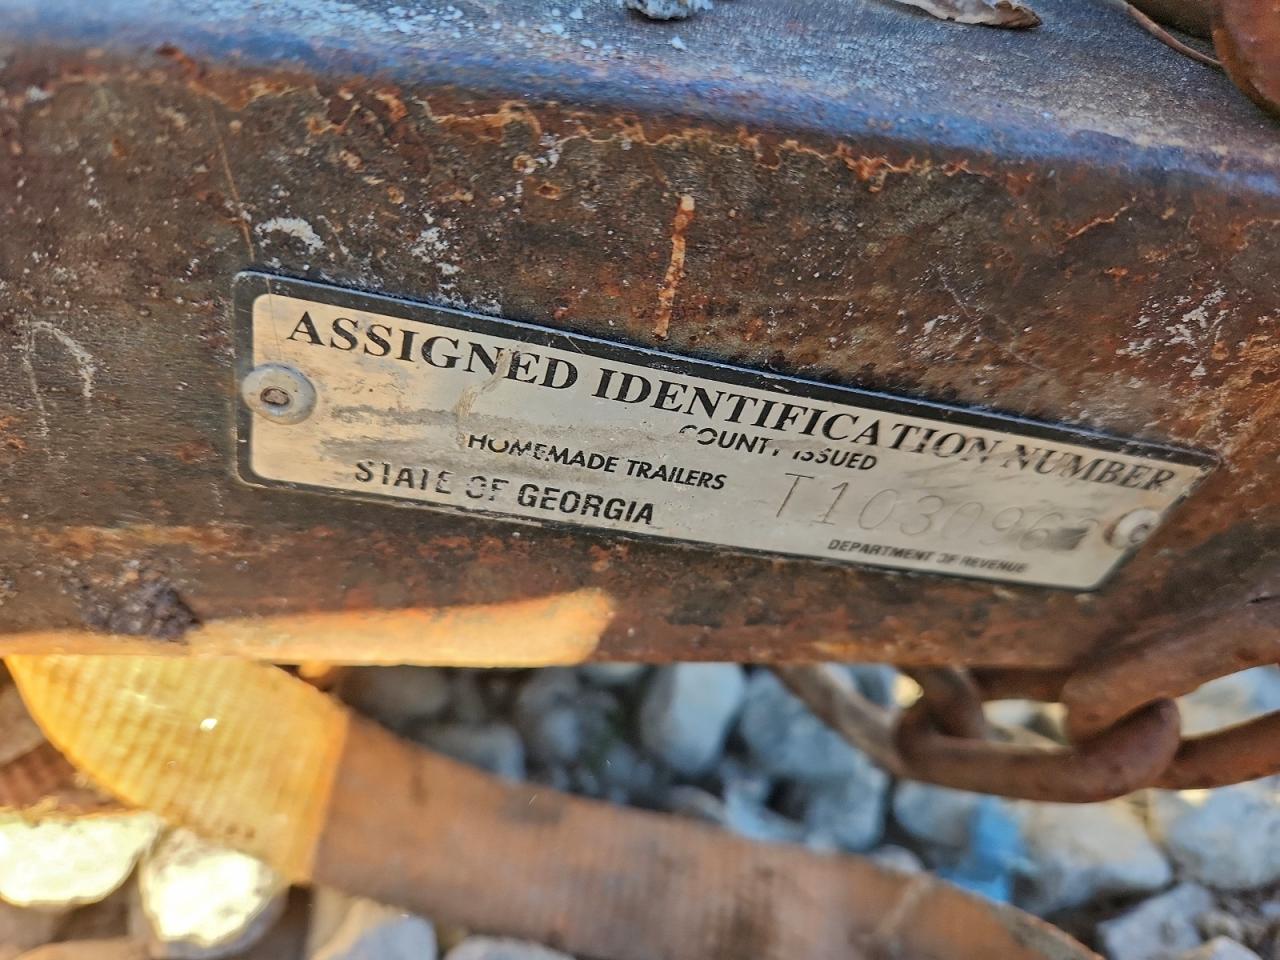 ASSIGNED IDENTIFICATION NUMBER
COUNTY ISSUED
HOMEMADE TRAILERS
STATE OF GEORGIA
DEPARTMENT OF REVENUE